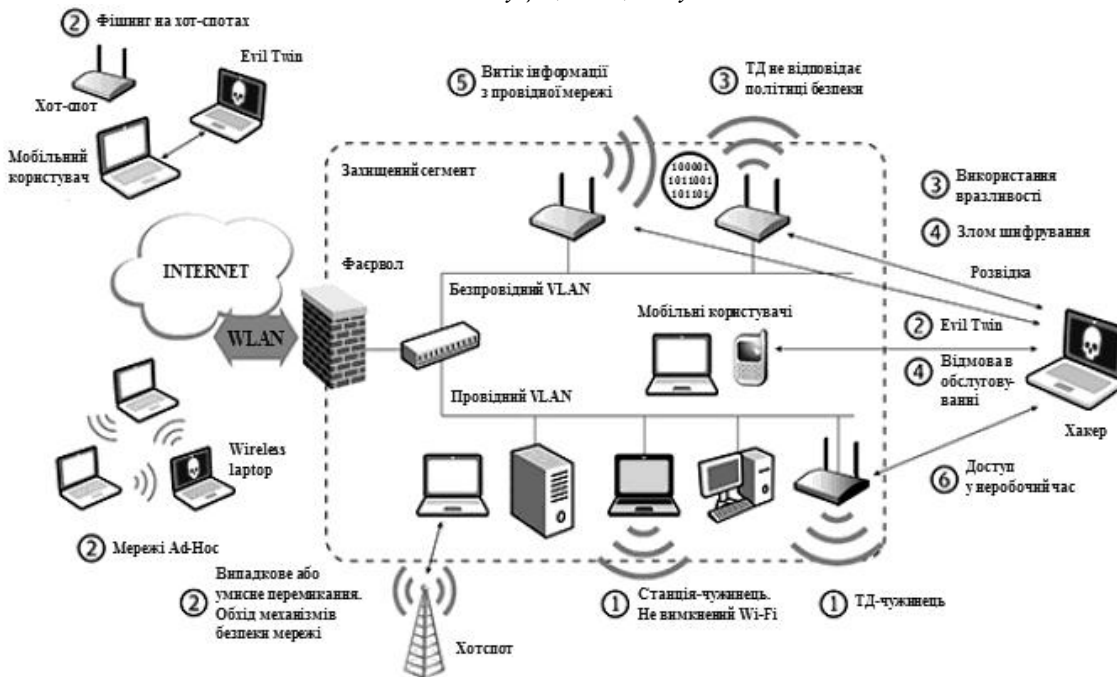 ② Фішинг на хот-спотах
Evil Twin
Хот-спот
Мобільний
користувач
⑤ Витік інформації
з провідної мережі
③ ТД не відповідає
політиці безпеки
Захищений сегмент
100001
1011001
101101
③ Використання
вразливості
④ Злом шифрування
Розвідка
INTERNET
Фаєрвол
Безпровідний VLAN
WLAN
Мобільні користувачі
② Evil Twin
④ Відмова в
обслугову-
ванні
Хакер
Провідний VLAN
Wireless
laptop
⑥ Доступ
у неробочий час
② Мережі Ad-Hoc
② Випадкове або
умисне перемикання.
Обхід механізмів
безпеки мережі
Хотспот
① Станція-чужинець.
Не вимкнений Wi-Fi
① ТД-чужинець